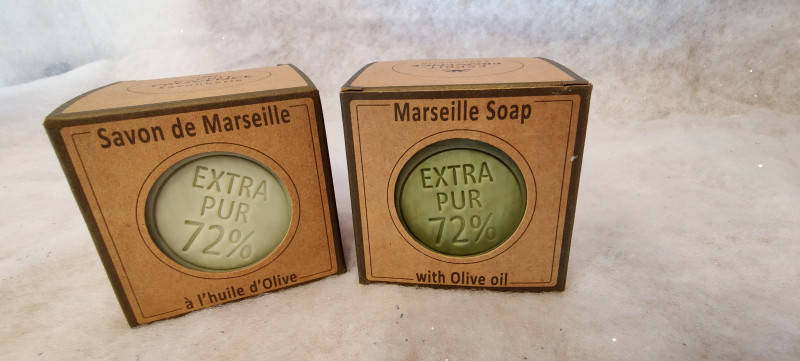 Savon de Marseille
EXTRA
PUR
72%
à l'huile d'Olive
Marseille Soap
EXTRA
PUR
72%
with Olive oil